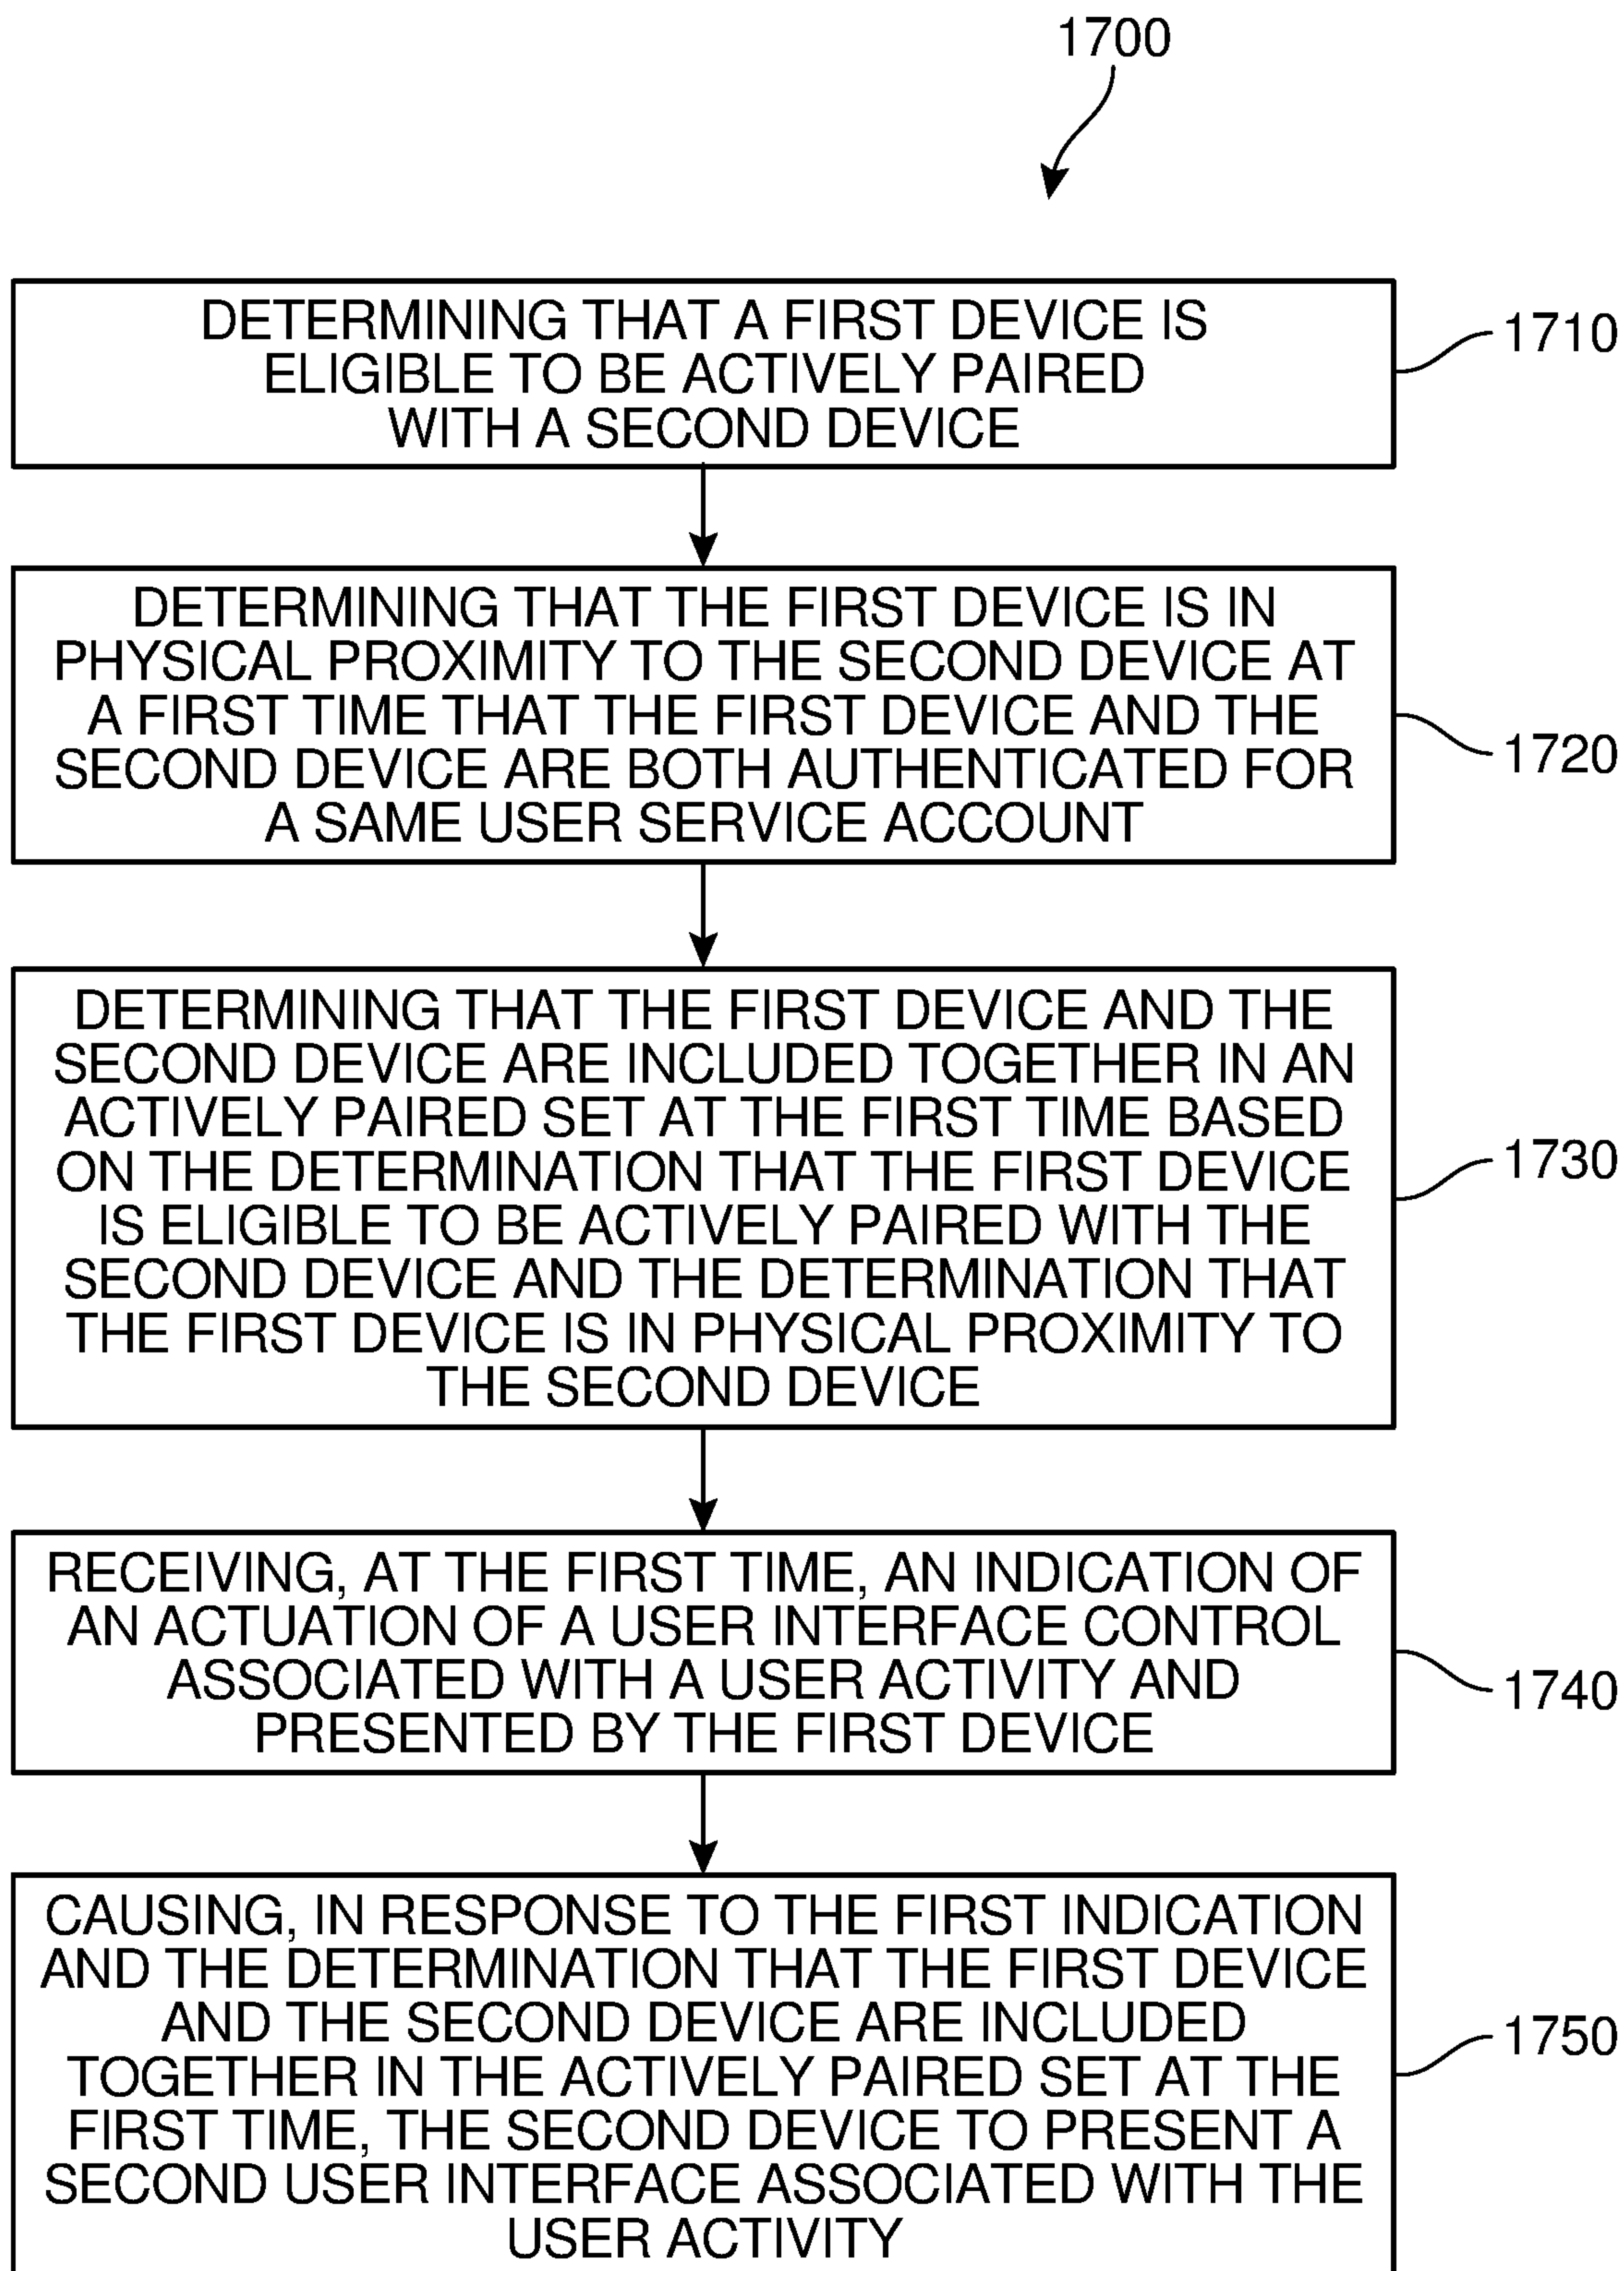 1700
DETERMINING THAT A FIRST DEVICE IS
ELIGIBLE TO BE ACTIVELY PAIRED
WITH A SECOND DEVICE
1710
DETERMINING THAT THE FIRST DEVICE IS IN
PHYSICAL PROXIMITY TO THE SECOND DEVICE AT
A FIRST TIME THAT THE FIRST DEVICE AND THE
SECOND DEVICE ARE BOTH AUTHENTICATED FOR
A SAME USER SERVICE ACCOUNT
1720
DETERMINING THAT THE FIRST DEVICE AND THE
SECOND DEVICE ARE INCLUDED TOGETHER IN AN
ACTIVELY PAIRED SET AT THE FIRST TIME BASED
ON THE DETERMINATION THAT THE FIRST DEVICE
IS ELIGIBLE TO BE ACTIVELY PAIRED WITH THE
SECOND DEVICE AND THE DETERMINATION THAT
THE FIRST DEVICE IS IN PHYSICAL PROXIMITY TO
THE SECOND DEVICE
1730
RECEIVING, AT THE FIRST TIME, AN INDICATION OF
AN ACTUATION OF A USER INTERFACE CONTROL
ASSOCIATED WITH A USER ACTIVITY AND
PRESENTED BY THE FIRST DEVICE
1740
CAUSING, IN RESPONSE TO THE FIRST INDICATION
AND THE DETERMINATION THAT THE FIRST DEVICE
AND THE SECOND DEVICE ARE INCLUDED
TOGETHER IN THE ACTIVELY PAIRED SET AT THE
FIRST TIME, THE SECOND DEVICE TO PRESENT A
SECOND USER INTERFACE ASSOCIATED WITH THE
USER ACTIVITY
1750